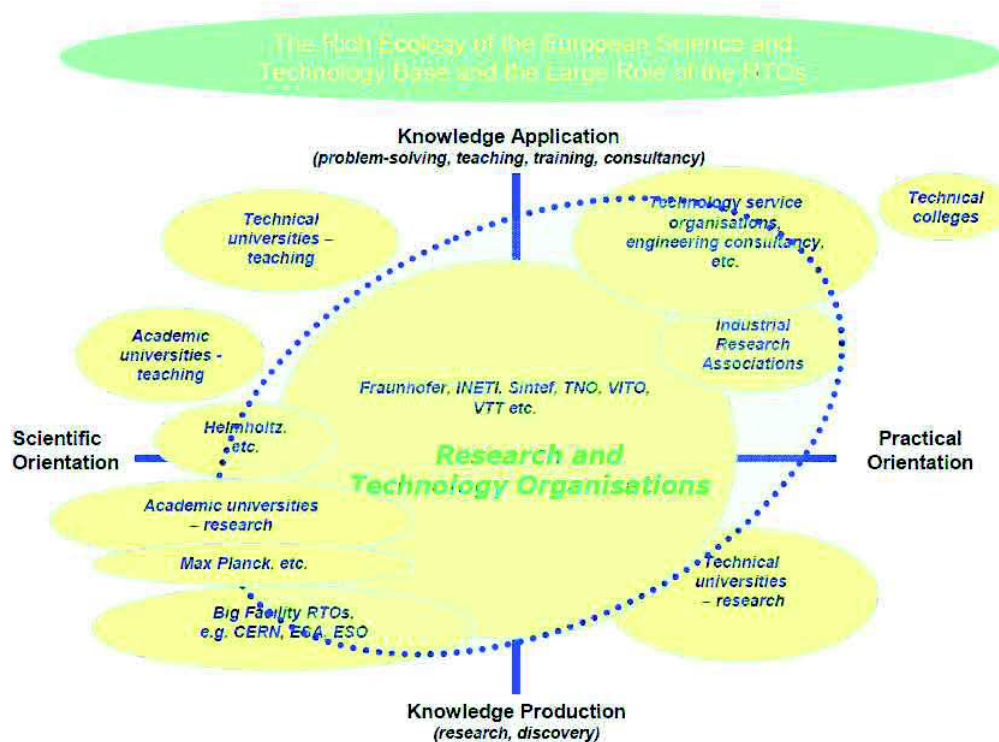 The Rich Ecology of the European Science and
Technology Base and the Large Role of the RTOs
Knowledge Application
(problem-solving, teaching, training, consultancy)
Technical
universities –
teaching
Technology service
organisations,
engineering consultancy,
etc.
Technical
colleges
Academic
universities -
teaching
Industrial
Research
Associations
Fraunhofer, INETI, Sintef, TNO, VITO,
VTT etc.
Helmholtz.
etc.
Scientific
Orientation
Research and
Technology Organisations
Practical
Orientation
Academic universities
– research
Max Planck. etc.
Technical
universities
– research
Big Facility RTOs,
e.g. CERN, ESA, ESO
Knowledge Production
(research, discovery)